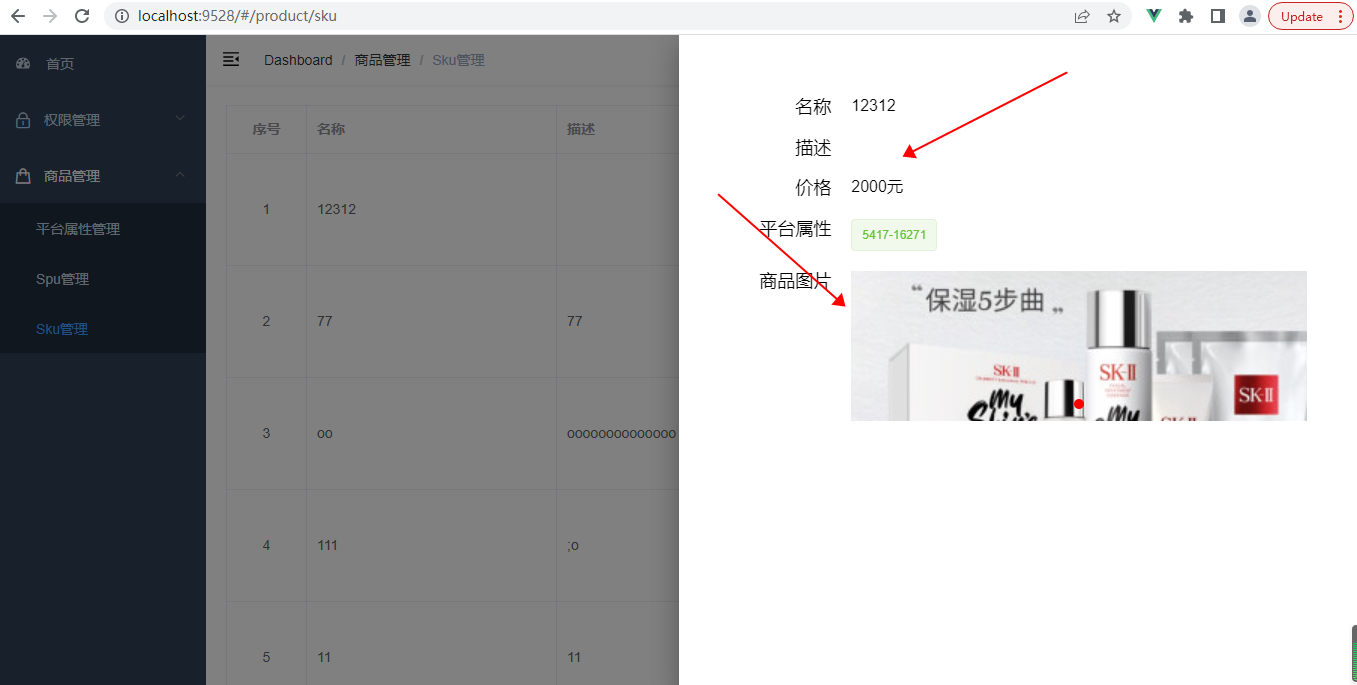 localhost:9528/#/product/sku
Update
首页
权限管理
商品管理
平台属性管理
Spu管理
Sku管理
Dashboard / 商品管理 / Sku管理
序号 名称 描述
1 12312
2 77 77
3 oo oooooooooooooo
4 111 ;o
5 11 11
名称 12312
描述
价格 2000元
平台属性 5417-16271
商品图片
“保湿5步曲„
SK-II
SK-II
SK-II
my
Skin's
my